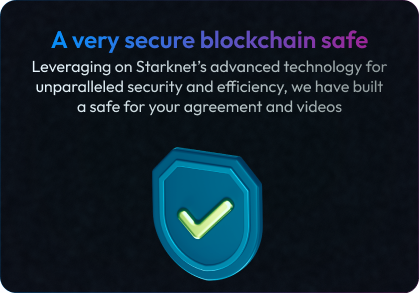 A very secure blockchain safe
Leveraging on Starknet's advanced technology for
unparalleled security and efficiency, we have built
a safe for your agreement and videos